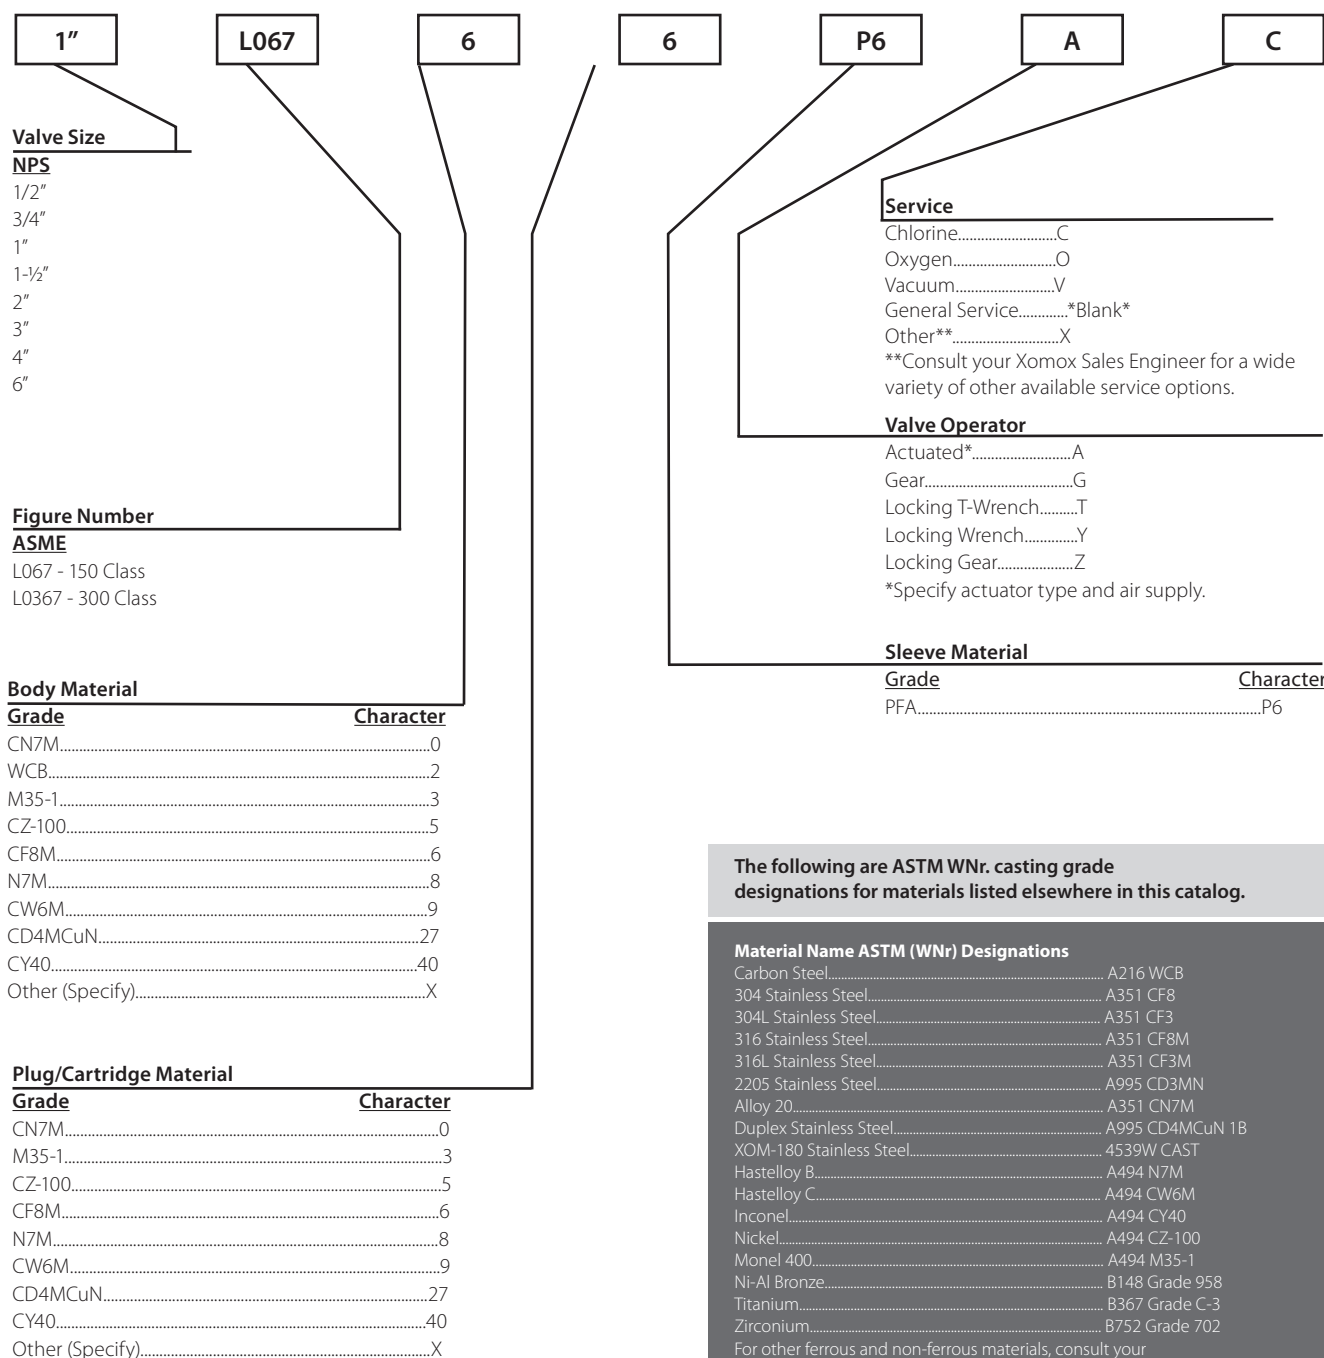 1”
L067
6
6
P6
A
C
Valve Size
NPS
1/2”
3/4”
1”
1-½”
2”
3”
4”
6”
Figure Number
ASME
L067 - 150 Class
L0367 - 300 Class
Body Material
Grade Character
CN7M....................0
WCB....................2
M35-1....................3
CZ-100....................5
CF8M....................6
N7M....................8
CW6M....................9
CD4MCuN....................27
CY40....................40
Other (Specify)....................X
Plug/Cartridge Material
Grade Character
CN7M....................0
M35-1....................3
CZ-100....................5
CF8M....................6
N7M....................8
CW6M....................9
CD4MCuN....................27
CY40....................40
Other (Specify)....................X
Service
Chlorine....................C
Oxygen....................O
Vacuum....................V
General Service.............*Blank*
Other**....................X
**Consult your Xomox Sales Engineer for a wide
variety of other available service options.
Valve Operator
Actuated*....................A
Gear....................G
Locking T-Wrench..........T
Locking Wrench..............Y
Locking Gear....................Z
*Specify actuator type and air supply.
Sleeve Material
Grade Character
PFA....................P6
The following are ASTM WNr. casting grade
designations for materials listed elsewhere in this catalog.
Material Name ASTM (WNr) Designations
Carbon Steel.................... A216 WCB
304 Stainless Steel.................... A351 CF8
304L Stainless Steel.................... A351 CF3
316 Stainless Steel.................... A351 CF8M
316L Stainless Steel.................... A351 CF3M
2205 Stainless Steel.................... A995 CD3MN
Alloy 20.................... A351 CN7M
Duplex Stainless Steel.................... A995 CD4MCuN 1B
XOM-180 Stainless Steel.................... 4539W CAST
Hastelloy B.................... A494 N7M
Hastelloy C.................... A494 CW6M
Inconel.................... A494 CY40
Nickel.................... A494 CZ-100
Monel 400.................... A494 M35-1
Ni-Al Bronze.................... B148 Grade 958
Titanium.................... B367 Grade C-3
Zirconium.................... B752 Grade 702
For other ferrous and non-ferrous materials, consult your